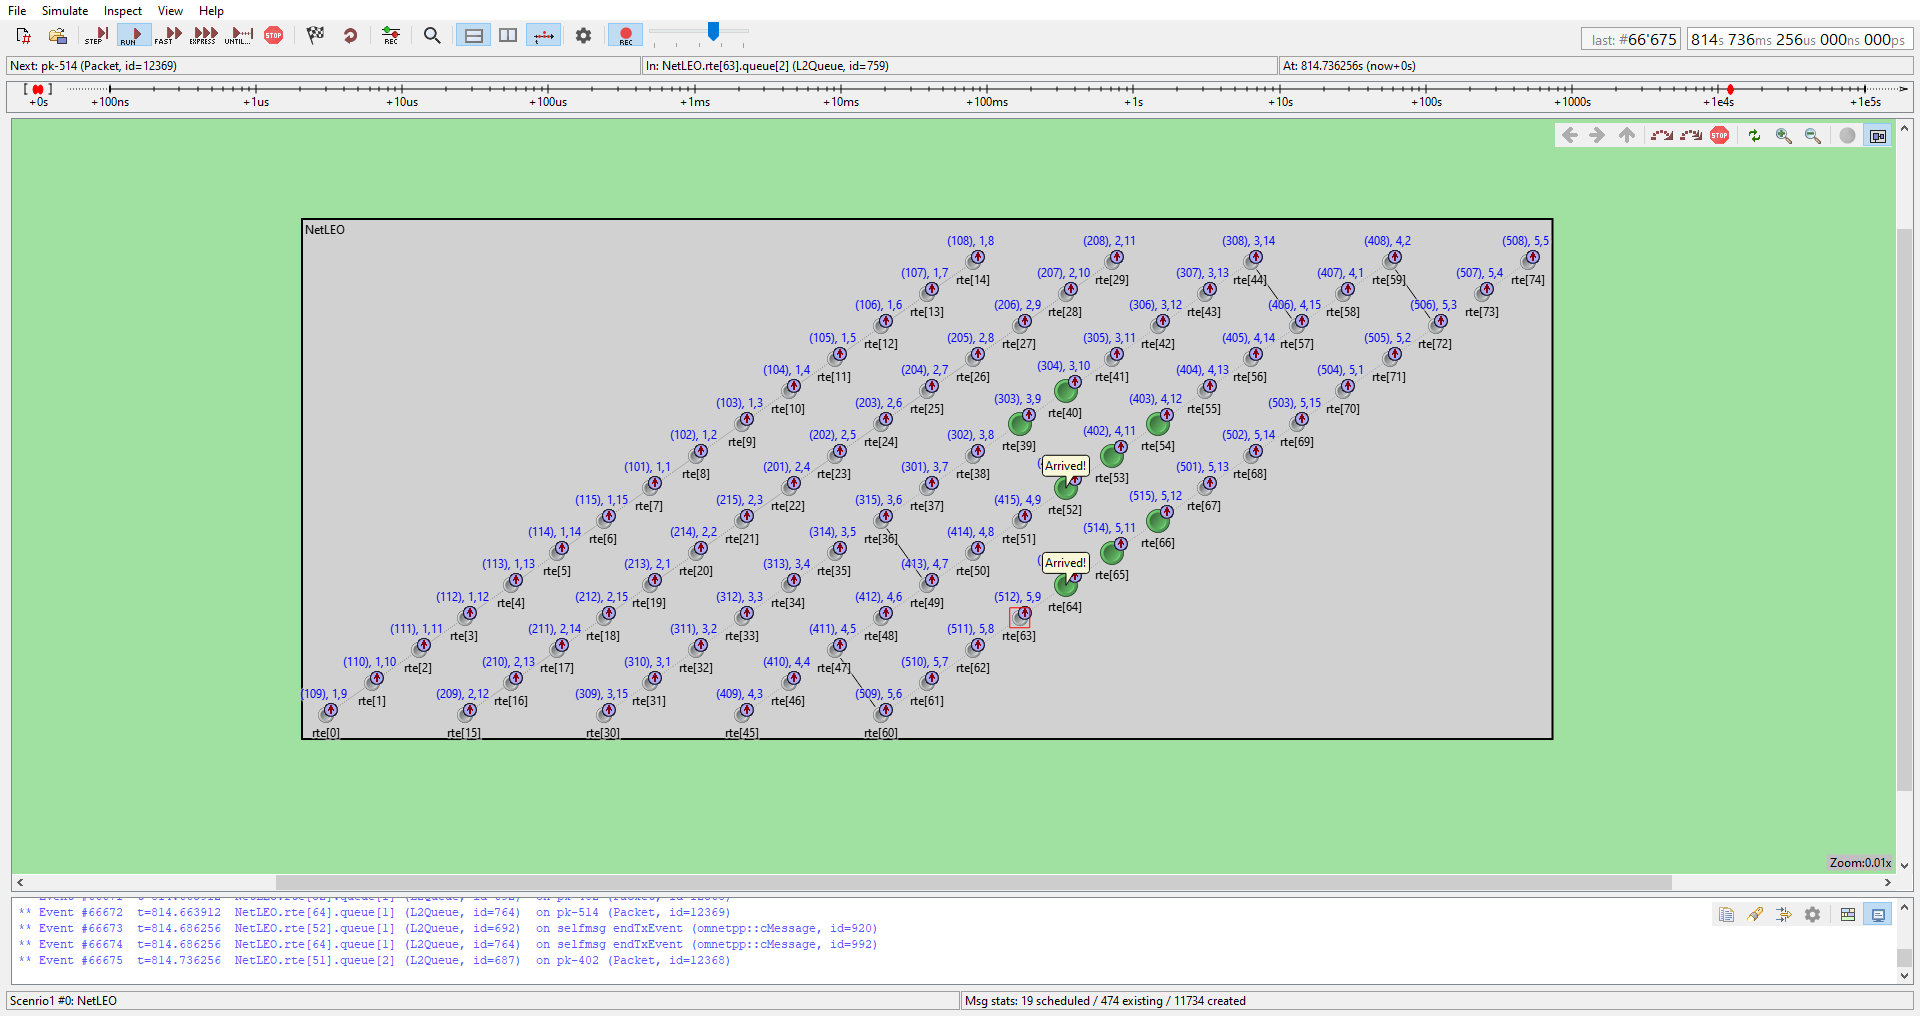 File Simulate Inspect View Help
STEP RUN FAST EXPRESS UNTIL... STOP REC REC
last: #66'675 814s 736ms 256us 000ns 000ps
Next: pk-514 (Packet, id=12369) In: NetLEO.rte[63].queue[2] (L2Queue, id=759) At: 814.736256s (now+0s)
+0s +100ns +1us +10us +100us +1ms +10ms +100ms +1s +10s +100s +1000s +1e4s +1e5s
STOP
NetLEO
(108), 1,8 (208), 2,11 (308), 3,14 (408), 4,2 (508), 5,5
(107), 1,7 rte[14] (207), 2,10 rte[29] (307), 3,13 rte[44] (407), 4,1 rte[59] (507), 5,4 rte[74]
(106), 1,6 rte[13] (206), 2,9 rte[28] (306), 3,12 rte[43] (406), 4,15 rte[58] (506), 5,3 rte[73]
(105), 1,5 rte[12] (205), 2,8 rte[27] (305), 3,11 rte[42] (405), 4,14 rte[57] (505), 5,2 rte[72]
(104), 1,4 rte[11] (204), 2,7 rte[26] (304), 3,10 rte[41] (404), 4,13 rte[56] (504), 5,1 rte[71]
(103), 1,3 rte[10] (203), 2,6 rte[25] (303), 3,9 rte[40] (403), 4,12 rte[55] (503), 5,15 rte[70]
(102), 1,2 rte[9] (202), 2,5 rte[24] (302), 3,8 rte[39] (402), 4,11 rte[54] (502), 5,14 rte[69]
(101), 1,1 rte[8] (201), 2,4 rte[23] (301), 3,7 rte[38] Arrived! rte[53] (501), 5,13 rte[68]
(115), 1,15 rte[7] (215), 2,3 rte[22] (315), 3,6 rte[37] (415), 4,9 rte[52] (515), 5,12 rte[67]
(114), 1,14 rte[6] (214), 2,2 rte[21] (314), 3,5 rte[36] (414), 4,8 rte[51] (514), 5,11 rte[66]
(113), 1,13 rte[5] (213), 2,1 rte[20] (313), 3,4 rte[35] (413), 4,7 rte[50] Arrived! rte[65]
(112), 1,12 rte[4] (212), 2,15 rte[19] (312), 3,3 rte[34] (412), 4,6 rte[49] (512), 5,9 rte[64]
(111), 1,11 rte[3] (211), 2,14 rte[18] (311), 3,2 rte[33] (411), 4,5 rte[48] (511), 5,8 rte[63]
(110), 1,10 rte[2] (210), 2,13 rte[17] (310), 3,1 rte[32] (410), 4,4 rte[47] (510), 5,7 rte[62]
(109), 1,9 rte[1] (209), 2,12 rte[16] (309), 3,15 rte[31] (409), 4,3 rte[46] (509), 5,6 rte[61]
rte[0] rte[15] rte[30] rte[45] rte[60]
Zoom:0.01x
** Event #66672 t=814.663912 NetLEO.rte[64].queue[1] (L2Queue, id=764) on pk-514 (Packet, id=12369)
** Event #66673 t=814.686256 NetLEO.rte[52].queue[1] (L2Queue, id=692) on selfmsg endTxEvent (omnetpp::cMessage, id=920)
** Event #66674 t=814.686256 NetLEO.rte[64].queue[1] (L2Queue, id=764) on selfmsg endTxEvent (omnetpp::cMessage, id=992)
** Event #66675 t=814.736256 NetLEO.rte[51].queue[2] (L2Queue, id=687) on pk-402 (Packet, id=12368)
Scenrio1 #0: NetLEO Msg stats: 19 scheduled / 474 existing / 11734 created